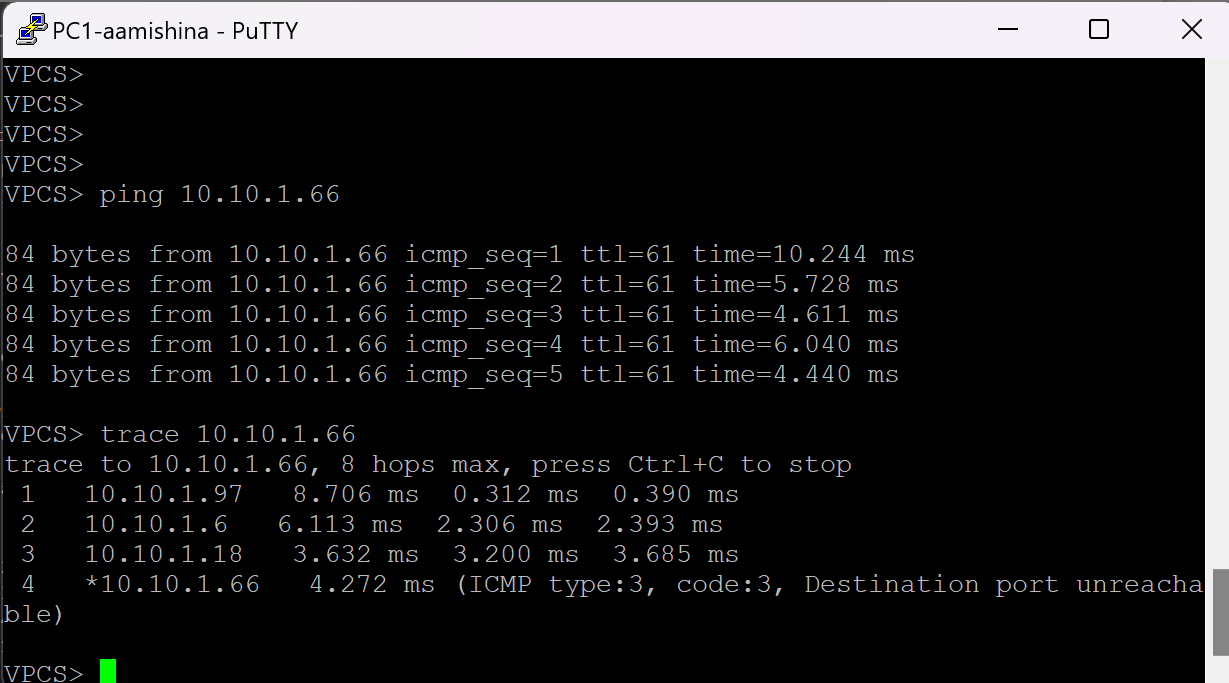 PC1-aamishina - PuTTY
VPCS>
VPCS>
VPCS>
VPCS>
VPCS> ping 10.10.1.66
84 bytes from 10.10.1.66 icmp_seq=1 ttl=61 time=10.244 ms
84 bytes from 10.10.1.66 icmp_seq=2 ttl=61 time=5.728 ms
84 bytes from 10.10.1.66 icmp_seq=3 ttl=61 time=4.611 ms
84 bytes from 10.10.1.66 icmp_seq=4 ttl=61 time=6.040 ms
84 bytes from 10.10.1.66 icmp_seq=5 ttl=61 time=4.440 ms
VPCS> trace 10.10.1.66
trace to 10.10.1.66, 8 hops max, press Ctrl+C to stop
 1   10.10.1.97   8.706 ms  0.312 ms  0.390 ms
 2   10.10.1.6   6.113 ms  2.306 ms  2.393 ms
 3   10.10.1.18   3.632 ms  3.200 ms  3.685 ms
 4   *10.10.1.66   4.272 ms (ICMP type:3, code:3, Destination port unreacha
ble)
VPCS>